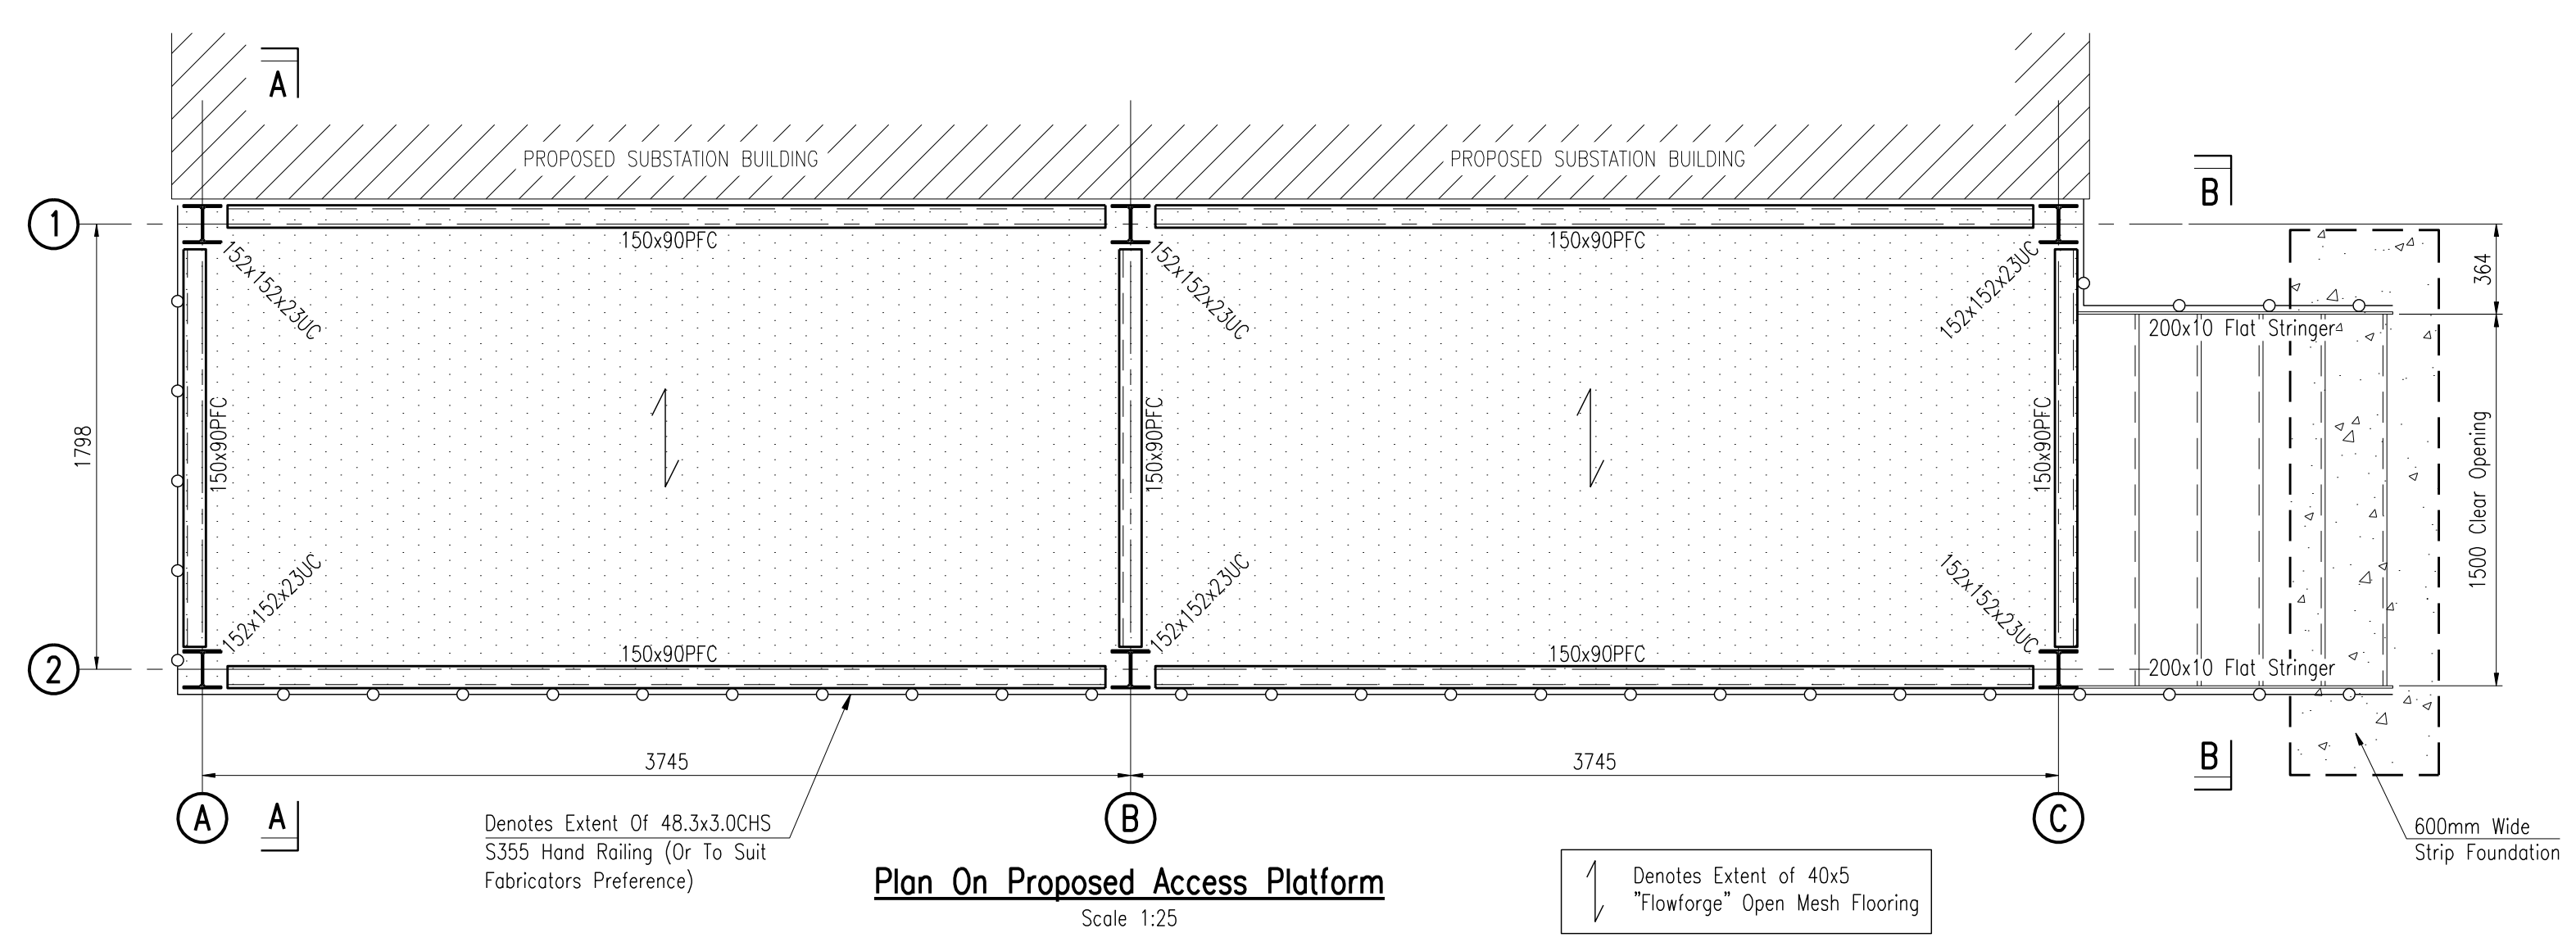 A
PROPOSED SUBSTATION BUILDING
PROPOSED SUBSTATION BUILDING
B
1
150x90PFC
150x90PFC
152x152x23UC
152x152x23UC
152x152x23UC
364
200x10 Flat Stringer
1798
150x90PFC
150x90PFC
150x90PFC
1500 Clear Opening
152x152x23UC
152x152x23UC
152x152x23UC
2
150x90PFC
150x90PFC
200x10 Flat Stringer
3745
3745
B
A
A
B
C
Denotes Extent Of 48.3x3.0CHS
S355 Hand Railing (Or To Suit
Fabricators Preference)
600mm Wide
Strip Foundation
Plan On Proposed Access Platform
Scale 1:25
Denotes Extent of 40x5
"Flowforge" Open Mesh Flooring